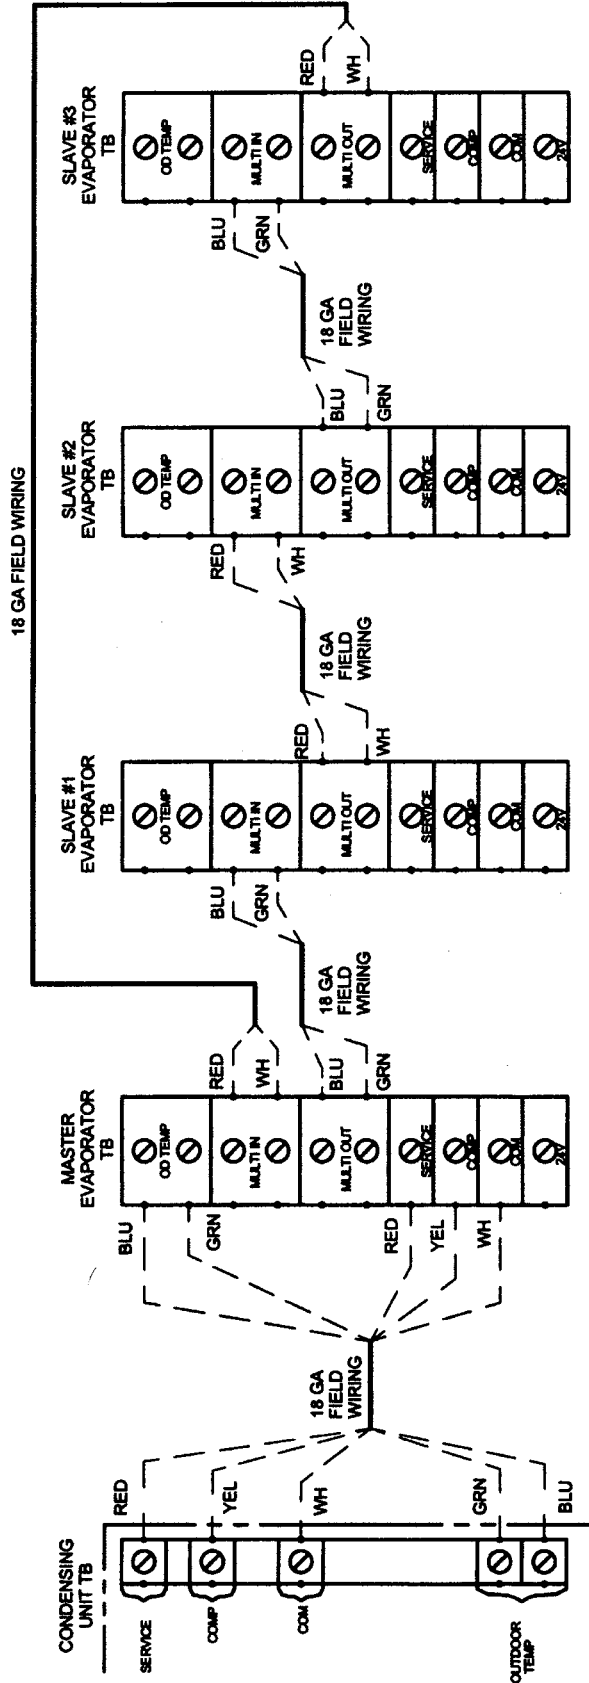 18 GA FIELD WIRING
CONDENSING
UNIT TB
SERVICE
COMP
COM
OUTDOOR
TEMP
RED
YEL
WH
GRN
BLU
18 GA
FIELD
WIRING
BLU
GRN
RED
YEL
WH
MASTER
EVAPORATOR
TB
OD TEMP
MULTI IN
MULTI OUT
SERVICE
COMP
COM
24V
RED
WH
BLU
GRN
18 GA
FIELD
WIRING
BLU
GRN
SLAVE #1
EVAPORATOR
TB
OD TEMP
MULTI IN
MULTI OUT
SERVICE
COMP
COM
24V
RED
WH
18 GA
FIELD
WIRING
RED
WH
SLAVE #2
EVAPORATOR
TB
OD TEMP
MULTI IN
MULTI OUT
SERVICE
COMP
COM
24V
BLU
GRN
18 GA
FIELD
WIRING
BLU
GRN
SLAVE #3
EVAPORATOR
TB
OD TEMP
MULTI IN
MULTI OUT
SERVICE
COMP
COM
24V
RED
WH